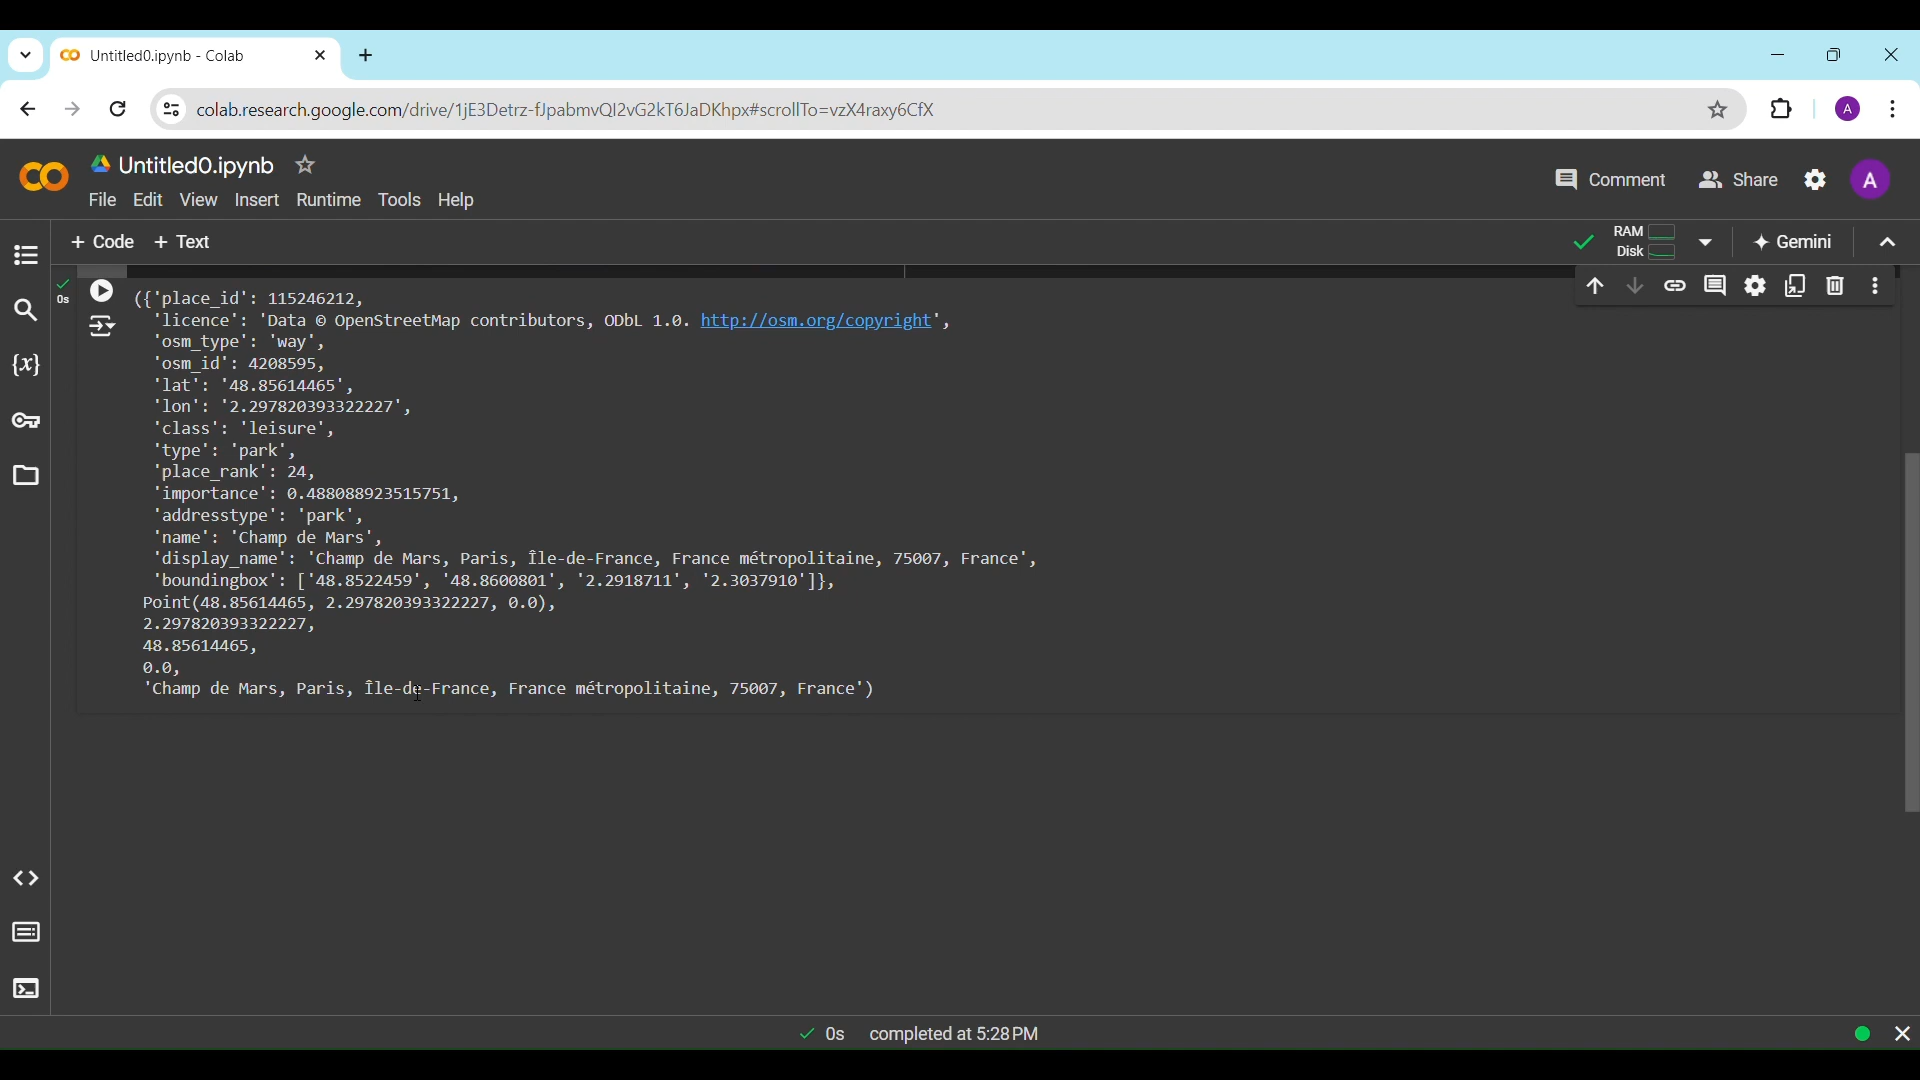 Untitled0.ipynb - Colab
colab.research.google.com/drive/1jE3Detrz-fJpabmvQI2vG2kT6JaDKhpx#scrollTo=vzX4raxy6CfX
A
Untitled0.ipynb
Comment
Share
A
File Edit View Insert Runtime Tools Help
+ Code + Text
RAM
Disk
Gemini
0s
({'place_id': 115246212,
'licence': 'Data © OpenStreetMap contributors, ODbL 1.0. http://osm.org/copyright',
'osm_type': 'way',
'osm_id': 4208595,
'lat': '48.85614465',
'lon': '2.297820393322227',
'class': 'leisure',
'type': 'park',
'place_rank': 24,
'importance': 0.488088923515751,
'addresstype': 'park',
'name': 'Champ de Mars',
'display_name': 'Champ de Mars, Paris, Île-de-France, France métropolitaine, 75007, France',
'boundingbox': ['48.8522459', '48.8600801', '2.2918711', '2.3037910']},
Point(48.85614465, 2.297820393322227, 0.0),
2.297820393322227,
48.85614465,
0.0,
'Champ de Mars, Paris, Île-de-France, France métropolitaine, 75007, France')
{x}
0s completed at 5:28 PM